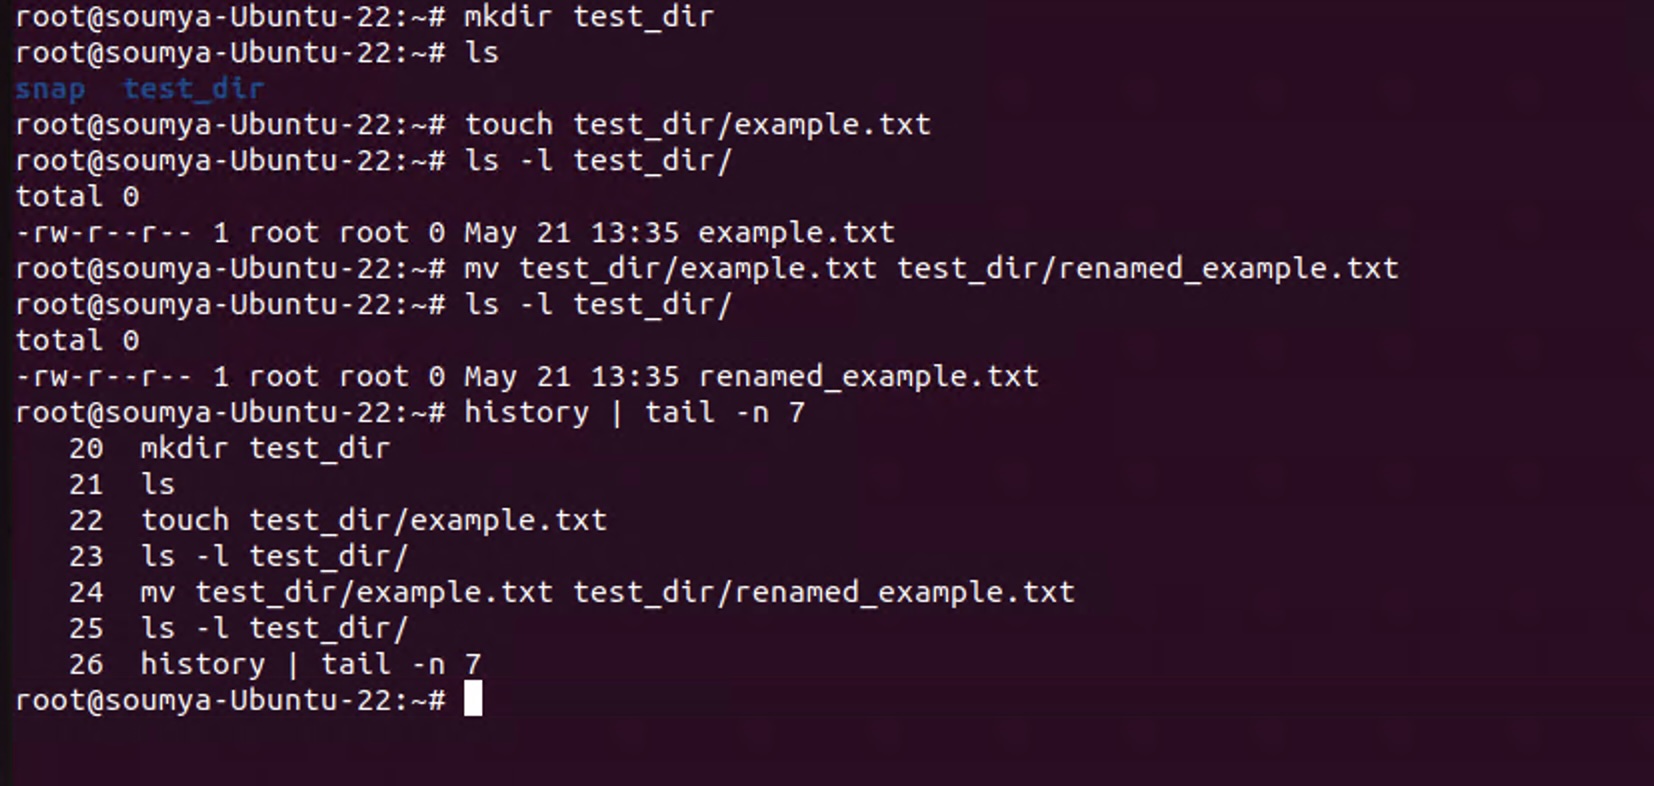 root@soumya-Ubuntu-22:~# mkdir test_dir
root@soumya-Ubuntu-22:~# ls
snap  test_dir
root@soumya-Ubuntu-22:~# touch test_dir/example.txt
root@soumya-Ubuntu-22:~# ls -l test_dir/
total 0
-rw-r--r-- 1 root root 0 May 21 13:35 example.txt
root@soumya-Ubuntu-22:~# mv test_dir/example.txt test_dir/renamed_example.txt
root@soumya-Ubuntu-22:~# ls -l test_dir/
total 0
-rw-r--r-- 1 root root 0 May 21 13:35 renamed_example.txt
root@soumya-Ubuntu-22:~# history | tail -n 7
   20  mkdir test_dir
   21  ls
   22  touch test_dir/example.txt
   23  ls -l test_dir/
   24  mv test_dir/example.txt test_dir/renamed_example.txt
   25  ls -l test_dir/
   26  history | tail -n 7
root@soumya-Ubuntu-22:~#